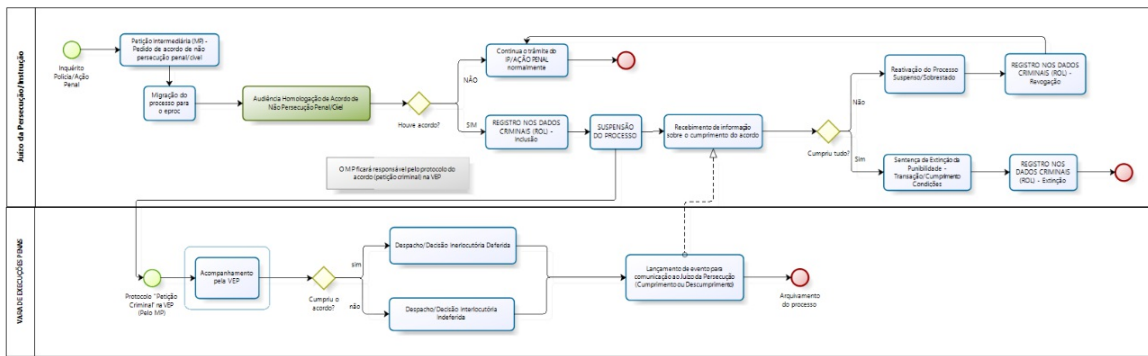 Juízo da Persecução/Instrução
Inquérito
Polícia/Ação
Penal
Petição Intermediária (MP) -
Pedido de acordo de não
persecução penal/cível
Migração do
processo para
o eproc
Audiência Homologação de Acordo de
Não Persecução Penal/Ciel
Houve acordo?
NÃO
SIM
Continua o trâmite do
IP/AÇÃO PENAL
normalmente
REGISTRO NOS DADOS
CRIMINAIS (ROL) -
Inclusão
SUSPENSÃO
DO PROCESSO
Recebimento de informação
sobre o cumprimento do acordo
Cumpriu tudo?
Não
Sim
Reativação do Processo
Suspenso/Sobrestado
REGISTRO NOS DADOS
CRIMINAIS (ROL) -
Revogação
Sentença de Extinção da
Punibilidade -
Transação/Cumprimento
Condições
REGISTRO NOS
DADOS CRIMINAIS
(ROL) - Extinção
O MP ficará responsável pelo protocolo do
acordo (petição criminal) na VEP
VARA DE EXECUÇÕES PENAIS
Protocolo "Petição
Criminal" na VEP
(Pelo MP)
Acompanhamento
pela VEP
Cumpriu o
acordo?
sim
não
Despacho/Decisão Inerlocutória Deferida
Despacho/Decisão Interlocutória
Indeferida
Lançamento de evento para
comunicação ao Juízo da Persecução
(Cumprimento ou Descumprimento)
Arquivamento
do processo